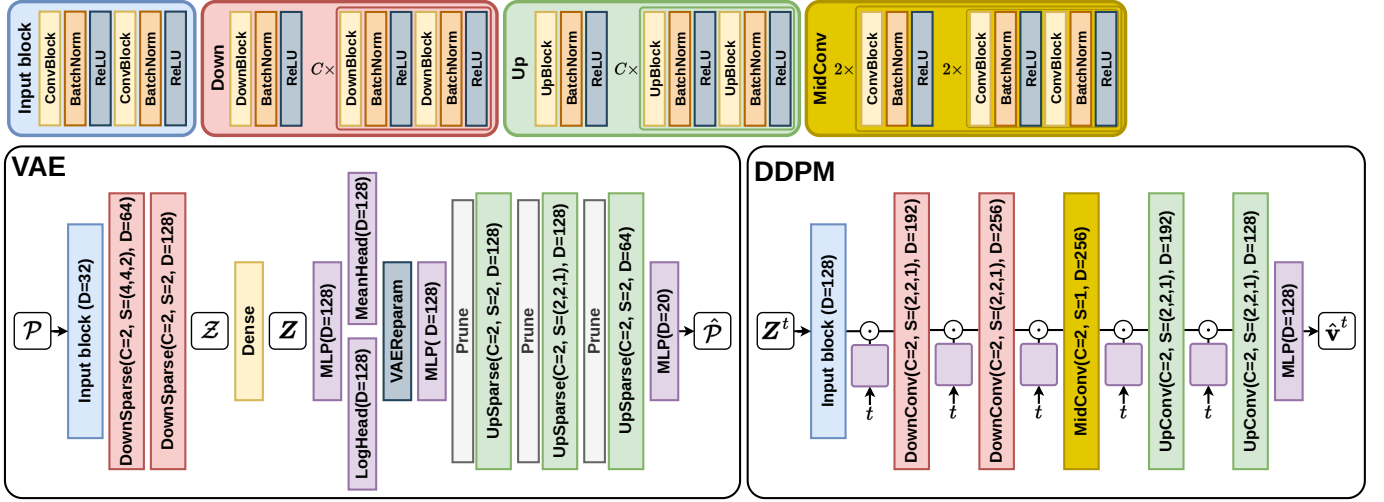 Input block
ConvBlock
BatchNorm
ReLU
ConvBlock
BatchNorm
ReLU
Down
DownBlock
BatchNorm
ReLU
C×
DownBlock
BatchNorm
ReLU
DownBlock
BatchNorm
ReLU
Up
UpBlock
BatchNorm
ReLU
C×
UpBlock
BatchNorm
ReLU
UpBlock
BatchNorm
ReLU
MidConv
2×
ConvBlock
BatchNorm
ReLU
2×
ConvBlock
BatchNorm
ReLU
ConvBlock
BatchNorm
ReLU
VAE
𝒫
Input block (D=32)
DownSparse(C=2, S=(4,4,2), D=64)
DownSparse(C=2, S=2, D=128)
𝒵
Dense
Z
MLP(D=128)
MeanHead(D=128)
LogHead(D=128)
VAEReparam
MLP( D=128)
Prune
UpSparse(C=2, S=2, D=128)
Prune
UpSparse(C=2, S=(2,2,1), D=128)
Prune
UpSparse(C=2, S=2, D=64)
MLP(D=20)
𝒫̂
DDPM
Zᵗ
Input block (D=128)
t
DownConv(C=2, S=(2,2,1), D=192)
t
DownConv(C=2, S=(2,2,1), D=256)
t
MidConv(C=2, S=1, D=256)
t
UpConv(C=2, S=(2,2,1), D=192)
t
UpConv(C=2, S=(2,2,1), D=128)
MLP(D=128)
v̂ᵗ